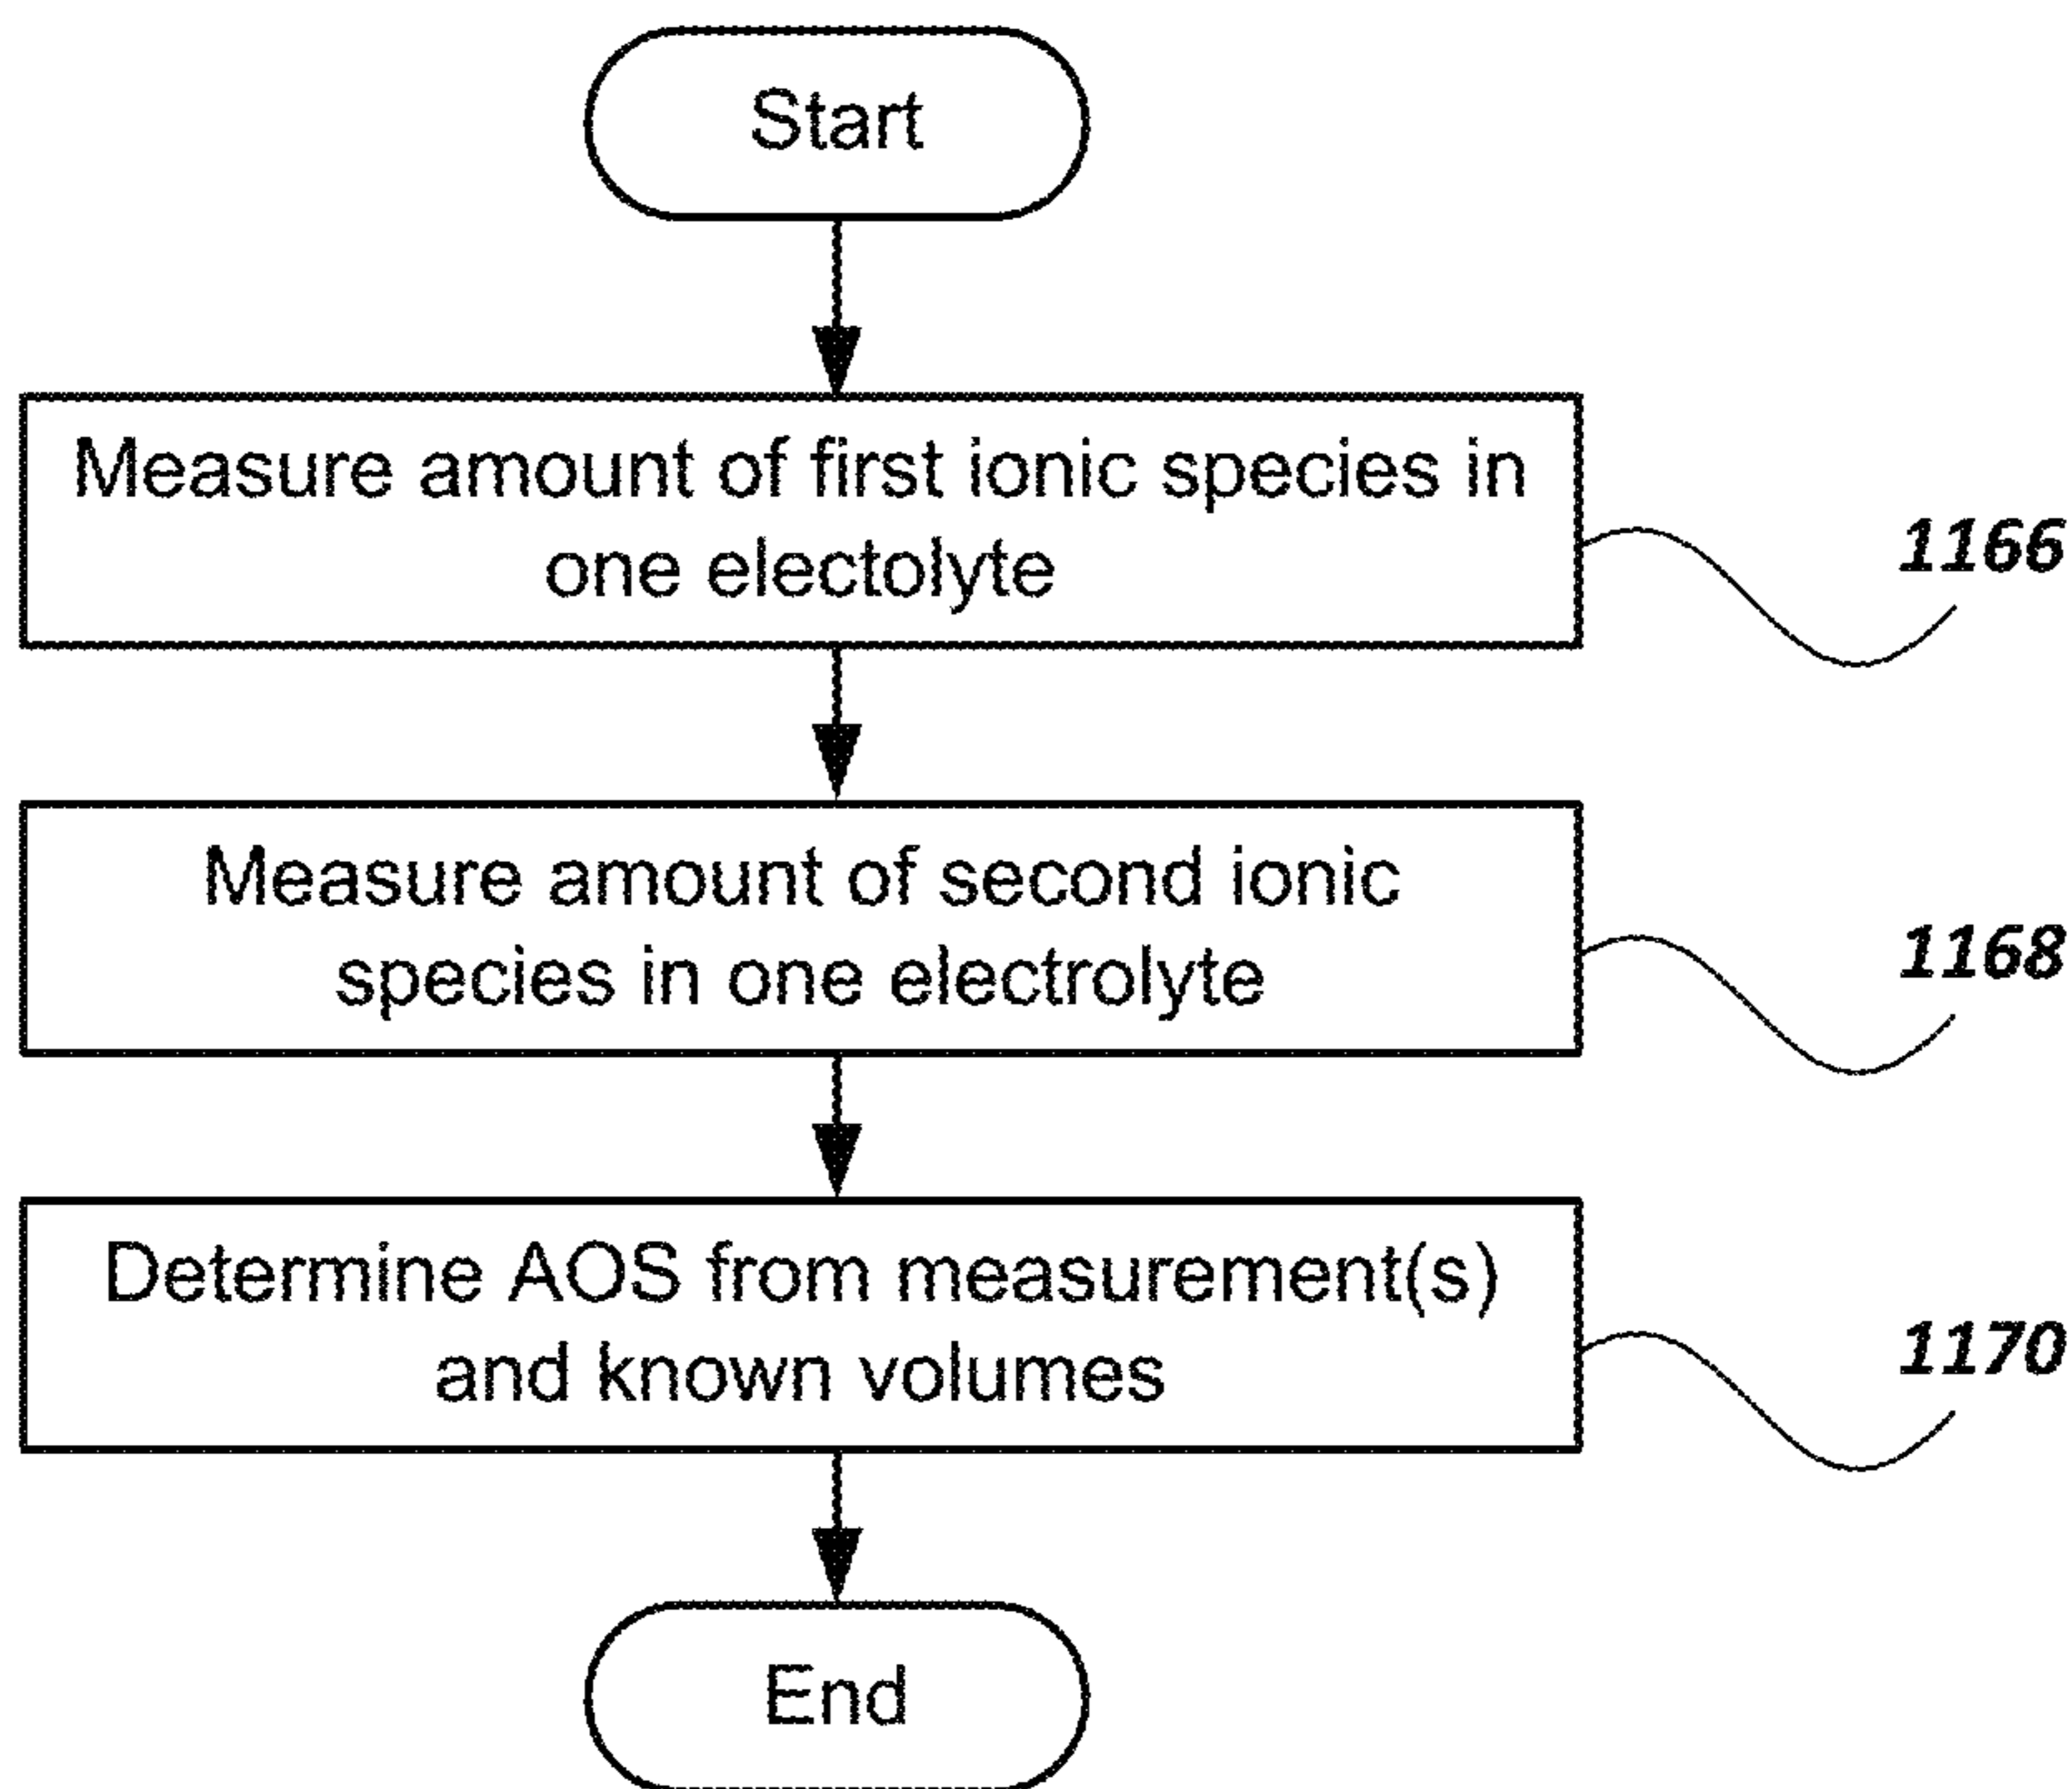 Start
Measure amount of first ionic species in
one electolyte
1166
Measure amount of second ionic
species in one electrolyte
1168
Determine AOS from measurement(s)
and known volumes
1170
End